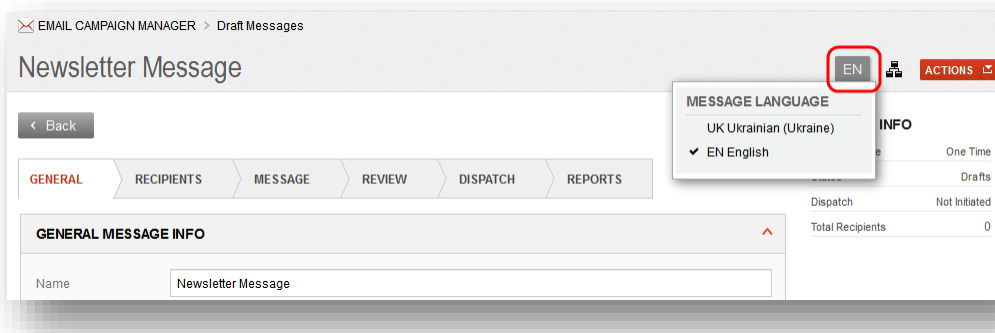 EMAIL CAMPAIGN MANAGER > Draft Messages
Newsletter Message
EN
ACTIONS
MESSAGE LANGUAGE
UK Ukrainian (Ukraine)
✔ EN English
INFO
One Time
Drafts
Dispatch Not Initiated
Total Recipients 0
< Back
GENERAL RECIPIENTS MESSAGE REVIEW DISPATCH REPORTS
GENERAL MESSAGE INFO
Name Newsletter Message